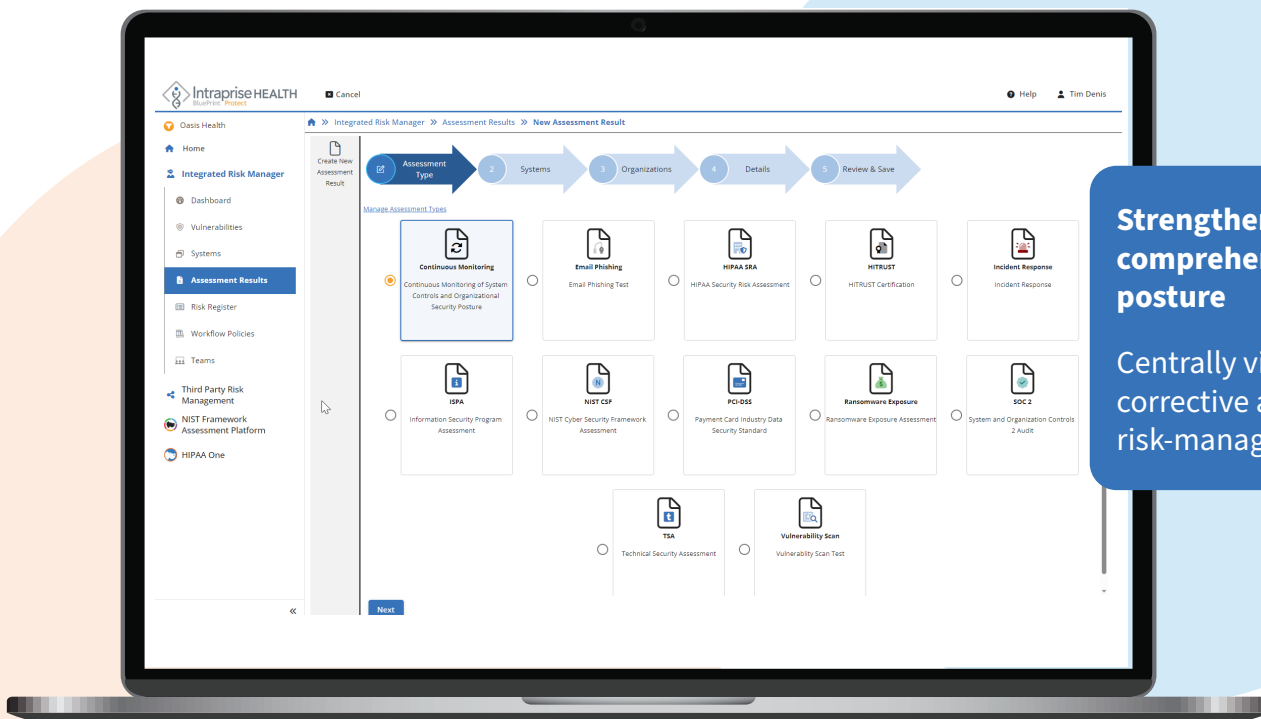 Intraprise HEALTH
BluePrint Protect
Cancel
Help
Tim Denis
Oasis Health
Integrated Risk Manager
Assessment Results
New Assessment Result
Home
Integrated Risk Manager
Dashboard
Vulnerabilities
Systems
Assessment Results
Risk Register
Workflow Policies
Teams
Third Party Risk
Management
NIST Framework
Assessment Platform
HIPAA One
Create New
Assessment
Result
Assessment
Type
2
Systems
3
Organizations
4
Details
5
Review & Save
Manage Assessment Types
Continuous Monitoring
Continuous Monitoring of System
Controls and Organizational
Security Posture
Email Phishing
Email Phishing Test
HIPAA SRA
HIPAA Security Risk Assessment
HITRUST
HITRUST Certification
Incident Response
Incident Response
ISPA
Information Security Program
Assessment
N
NIST CSF
NIST Cyber Security Framework
Assessment
PCI-DSS
Payment Card Industry Data
Security Standard
Ransomware Exposure
Ransomware Exposure Assessment
SOC 2
System and Organization Controls
2 Audit
t
TSA
Technical Security Assessment
Vulnerability Scan
Vulnerablity Scan Test
Next
Strengthen
comprehen
posture
Centrally vi
corrective a
risk-manag